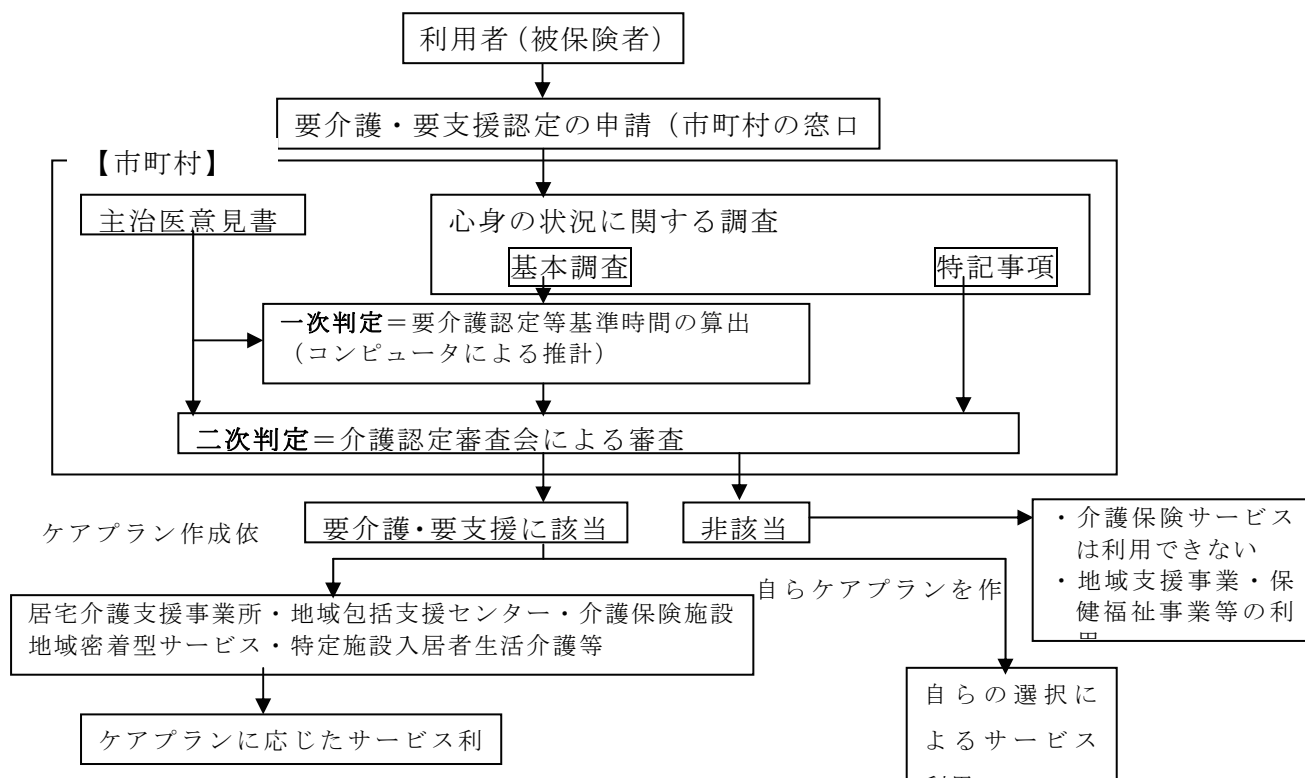 利用者（被保険者）
要介護・要支援認定の申請（市町村の窓口
【市町村】
主治医意見書
心身の状況に関する調査
基本調査
特記事項
一次判定＝要介護認定等基準時間の算出
（コンピュータによる推計）
二次判定＝介護認定審査会による審査
ケアプラン作成依
要介護・要支援に該当
非該当
・介護保険サービス
は利用できない
・地域支援事業・保
健福祉事業等の利
自らケアプランを作
居宅介護支援事業所・地域包括支援センター・介護保険施設
地域密着型サービス・特定施設入居者生活介護等
ケアプランに応じたサービス利
自らの選択に
よるサービス